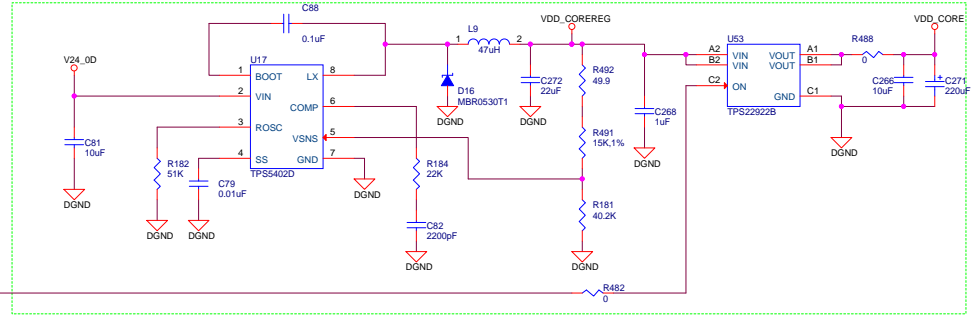 C88
0.1uF
VDD_COREREG
VDD_CORE
L9
1
2
47uH
U53
R488
0
V24_0D
U17
1
BOOT
LX
8
2
VIN
COMP
6
3
ROSC
VSNS
5
4
SS
GND
7
TPS5402D
D16
MBR0530T1
DGND
C272
22uF
DGND
R492
49.9
R491
15K,1%
R181
40.2K
DGND
C268
1uF
DGND
A2
VIN
VOUT
A1
B2
VIN
VOUT
B1
C2
ON
GND
C1
TPS22922B
C266
10uF
C271
220uF
DGND
C81
10uF
DGND
R182
51K
DGND
C79
0.01uF
DGND
DGND
R184
22K
C82
2200pF
DGND
R482
0